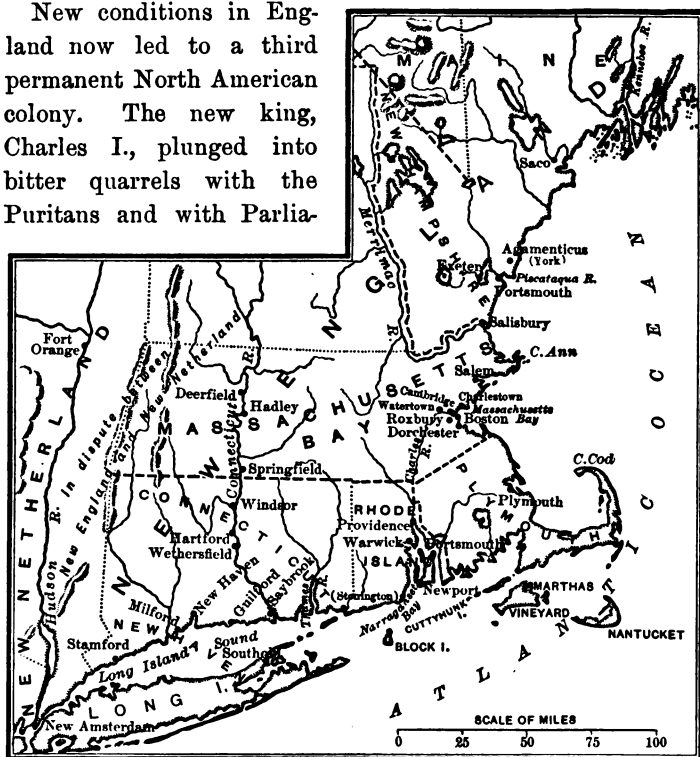 New conditions in Eng-
land now led to a third
permanent North American
colony. The new king,
Charles I., plunged into
bitter quarrels with the
Puritans and with Parlia-
MAINE
Kennebec R.
NEW HAMPSHIRE
Saco
Merrimac R.
Agamenticus
(York)
Exeter
Piscataqua R.
Portsmouth
Salisbury
C. Ann
Salem
NEW ENGLAND
Fort
Orange
NEW NETHERLAND
Hudson R.
In dispute between
New England and New Netherland
Deerfield
Hadley
Connecticut R.
MASSACHUSETTS
BAY
Cambridge
Charlestown
Watertown
Massachusetts
Bay
Roxbury
Boston
Dorchester
Charles R.
Springfield
C. Cod
CONNECTICUT
Windsor
Hartford
Wethersfield
RHODE
ISLAND
Providence
Warwick
Portsmouth
PLYMOUTH
Plymouth
New Haven
Guilford
Saybrook
Thames R.
(Stonington)
Newport
Narragansett
Bay
CUTTYHUNK
I.
MARTHAS
VINEYARD
NANTUCKET
BLOCK I.
Milford
NEW HAVEN
Stamford
Long Island Sound
Southold
LONG I.
New Amsterdam
ATLANTIC
OCEAN
SCALE OF MILES
0 25 50 75 100